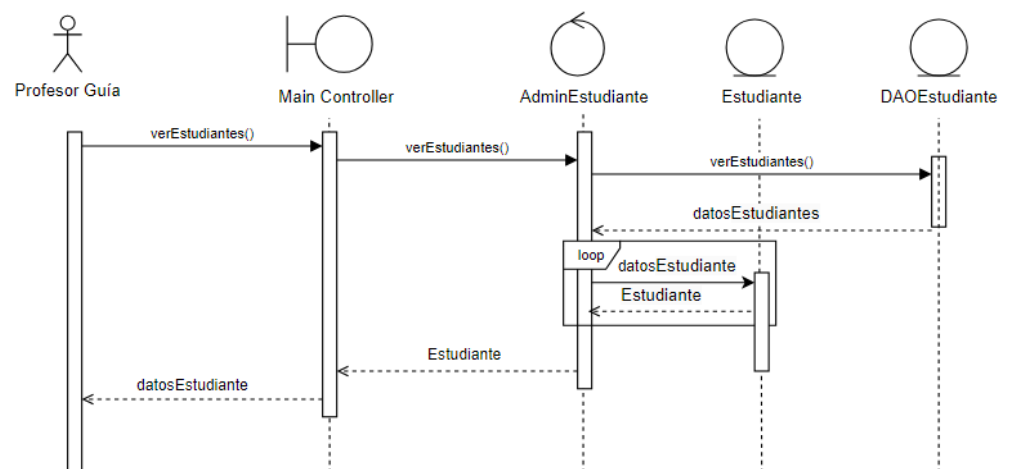 Profesor Guía
Main Controller
AdminEstudiante
Estudiante
DAOEstudiante
verEstudiantes()
verEstudiantes()
verEstudiantes()
datosEstudiantes
loop
datosEstudiante
Estudiante
Estudiante
datosEstudiante